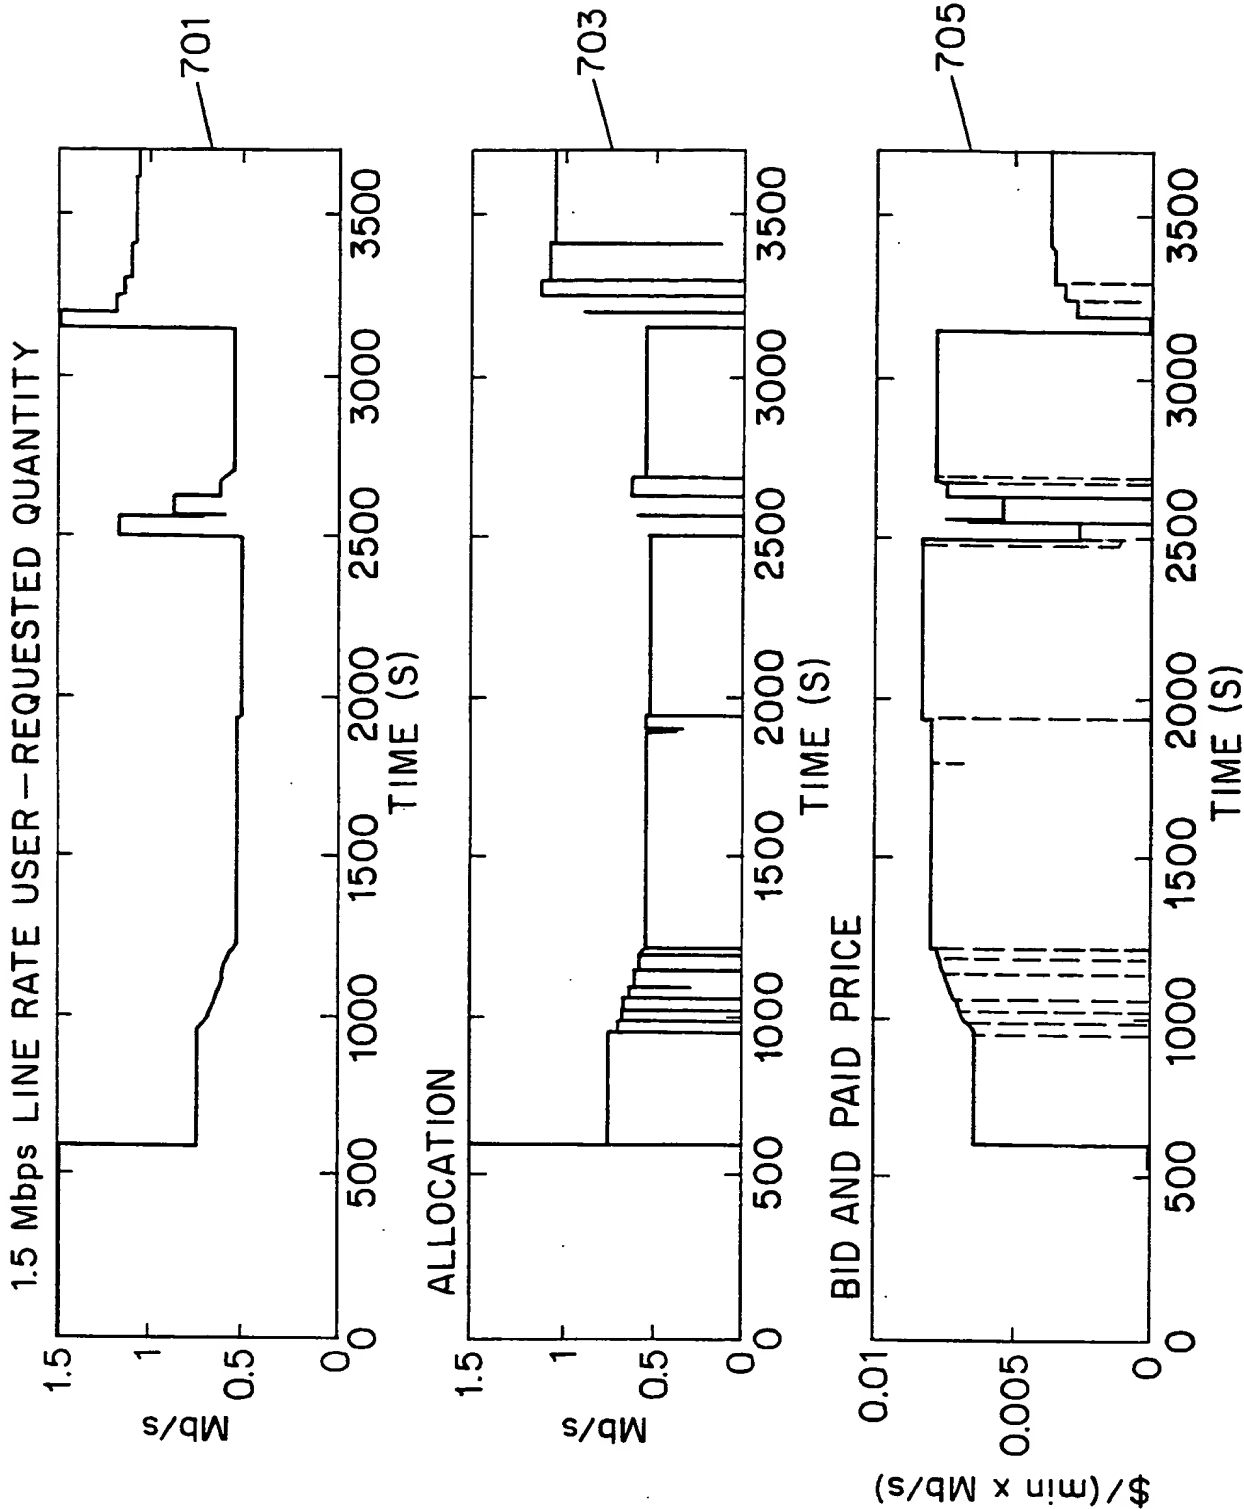 1.5 Mbps LINE RATE USER—REQUESTED QUANTITY
Mb/s
1.5
1
0.5
0
0 500 1000 1500 2000 2500 3000 3500
TIME (S)
701
ALLOCATION
Mb/s
1.5
1
0.5
0
0 500 1000 1500 2000 2500 3000 3500
TIME (S)
703
BID AND PAID PRICE
$/(min x Mb/s)
0.01
0.005
0
0 500 1000 1500 2000 2500 3000 3500
TIME (S)
705